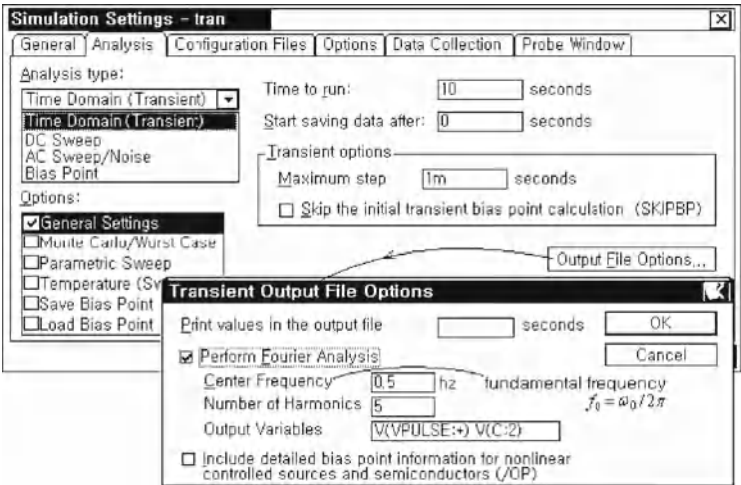 Simulation Settings - tran
General Analysis Configuration Files Options Data Collection Probe Window
Analysis type:
Time Domain (Transient)
Time Domain (Transient)
DC Sweep
AC Sweep/Noise
Bias Point
Options:
General Settings
Monte Carlo/Worst Case
Parametric Sweep
Temperature (Sw
Save Bias Point
Load Bias Point
Time to run: 10 seconds
Start saving data after: 0 seconds
Transient options
Maximum step 1m seconds
Skip the initial transient bias point calculation (SKIPBP)
Output File Options...
Transient Output File Options
Print values in the output file seconds OK
Perform Fourier Analysis Cancel
Center Frequency 0.5 hz fundamental frequency
Number of Harmonics 5 f₀=ω₀/2π
Output Variables V(VPULSE:+) V(C:2)
Include detailed bias point information for nonlinear
controlled sources and semiconductors (/OP)